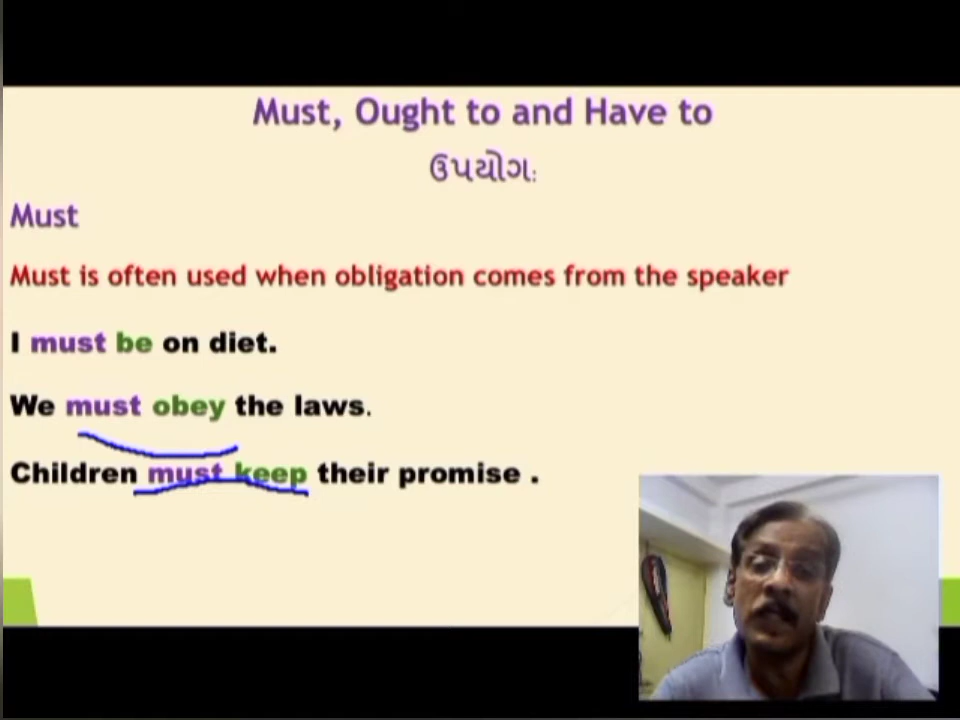 Must, Ought to and Have to
ઉપયોગ:
Must
Must is often used when obligation comes from the speaker
I must be on diet.
We must obey the laws.
Children must keep their promise .